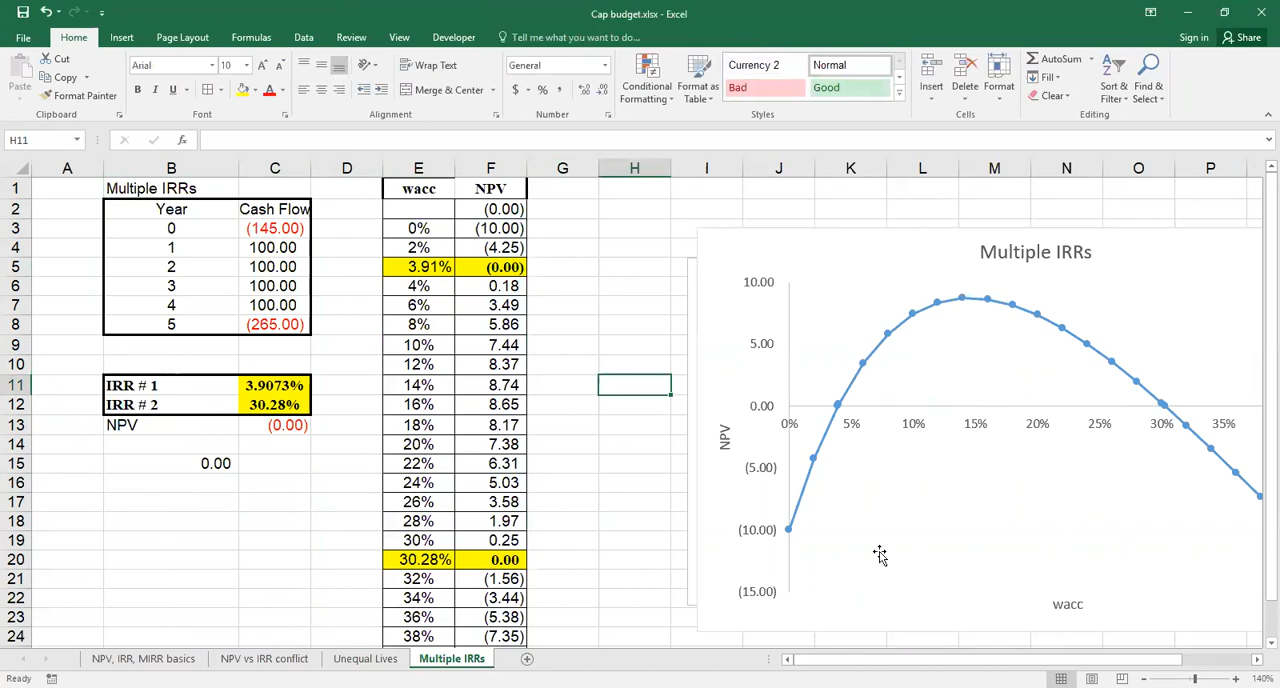 Cap budget.xlsx - Excel
File Home Insert Page Layout Formulas Data Review View Developer Tell me what you want to do... Sign in Share
Paste Cut Copy Format Painter Clipboard
Arial 10 A A B I U A Font
Wrap Text Merge & Center Alignment
General $ % , Number
Conditional Formatting Format as Table Currency 2 Normal Bad Good Styles
Insert Delete Format Cells
AutoSum Fill Clear Sort & Filter Find & Select Editing
H11 fx
A B C D E F G H I J K L M N O P
1 Multiple IRRs wacc NPV
2 Year Cash Flow (0.00)
3 0 (145.00) 0% (10.00)
4 1 100.00 2% (4.25)
5 2 100.00 3.91% (0.00)
6 3 100.00 4% 0.18
7 4 100.00 6% 3.49
8 5 (265.00) 8% 5.86
9 10% 7.44
10 12% 8.37
11 IRR # 1 3.9073% 14% 8.74
12 IRR # 2 30.28% 16% 8.65
13 NPV (0.00) 18% 8.17
14 20% 7.38
15 0.00 22% 6.31
16 24% 5.03
17 26% 3.58
18 28% 1.97
19 30% 0.25
20 30.28% 0.00
21 32% (1.56)
22 34% (3.44)
23 36% (5.38)
24 38% (7.35)
Multiple IRRs
10.00
5.00
0.00
0% 5% 10% 15% 20% 25% 30% 35%
NPV
(5.00)
(10.00)
(15.00)
wacc
NPV, IRR, MIRR basics NPV vs IRR conflict Unequal Lives Multiple IRRs
Ready 140%